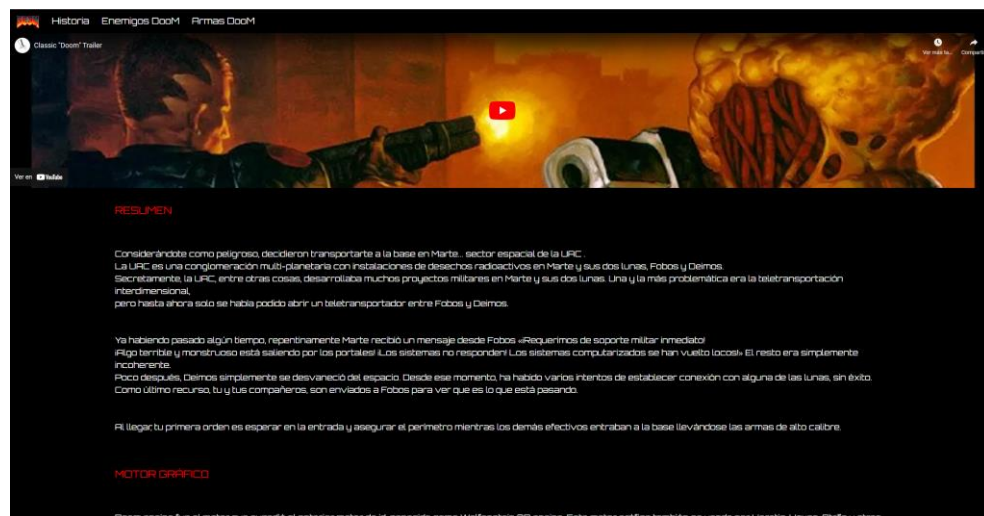 Historia Enemigos DooM Armas DooM
Classic "Doom" Trailer
Ver más ta... Comparti
Ver en YouTube
RESUMEN
Considerándote como peligroso, decidieron transportarte a la base en Marte... sector espacial de la UAC .
La UAC es una conglomeración multi-planetaria con instalaciones de desechos radioactivos en Marte y sus dos lunas, Fobos y Deimos.
Secretamente, la UAC, entre otras cosas, desarrollaba muchos proyectos militares en Marte y sus dos lunas. Una y la más problemática era la teletransportación
interdimensional,
pero hasta ahora solo se había podido abrir un teletransportador entre Fobos y Deimos.
Ya habiendo pasado algún tiempo, repentinamente Marte recibió un mensaje desde Fobos «Requerimos de soporte militar inmediato!
¡Algo terrible y monstruoso está saliendo por los portales! ¡Los sistemas no responden! Los sistemas computarizados se han vuelto locos!» El resto era simplemente
incoherente.
Poco después, Deimos simplemente se desvaneció del espacio. Desde ese momento, ha habido varios intentos de establecer conexión con alguna de las lunas, sin éxito.
Como último recurso, tu y tus compañeros, son enviados a Fobos para ver que es lo que está pasando.
Al llegar, tu primera orden es esperar en la entrada y asegurar el perímetro mientras los demás efectivos entraban a la base llevándose las armas de alto calibre.
MOTOR GRÁFICO